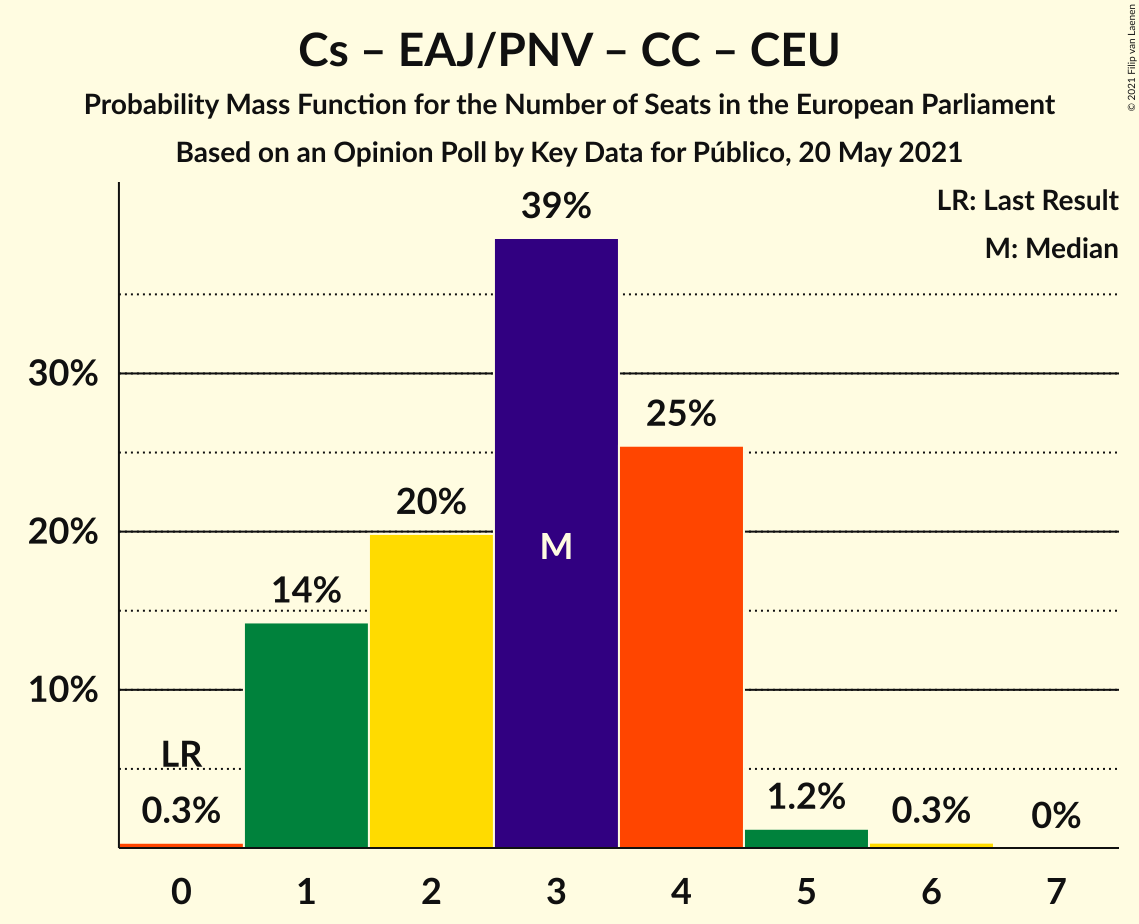 Cs – EAJ/PNV – CC – CEU
Probability Mass Function for the Number of Seats in the European Parliament
Based on an Opinion Poll by Key Data for Público, 20 May 2021
© 2021 Filip van Laenen
LR: Last Result
M: Median
39%
30%
25%
20%
20%
M
14%
10%
LR
0.3%
1.2%
0.3%
0%
0 1 2 3 4 5 6 7